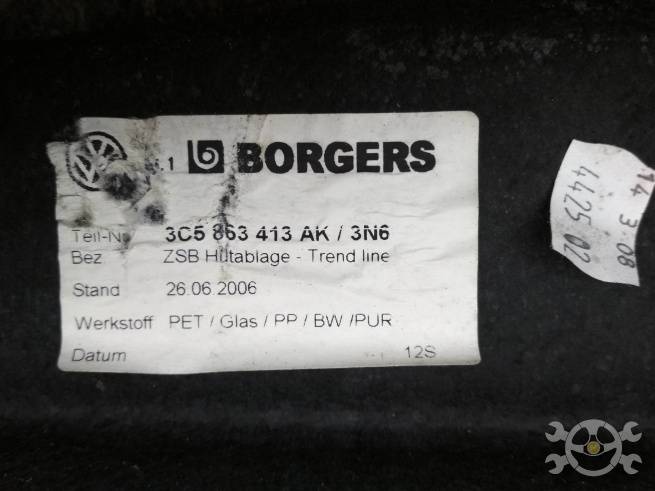 .1 BORGERS
Teil-N 3C5 863 413 AK / 3N6
Bez ZSB Hutablage - Trend line
Stand 26.06.2006
Werkstoff PET / Glas / PP / BW /PUR
Datum 12S
14 3 08
4425 02